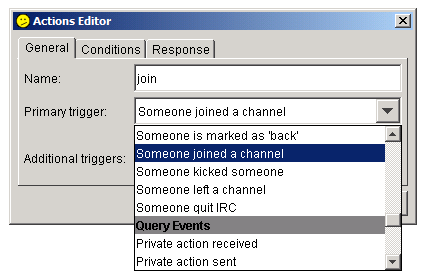 Actions Editor
General Conditions Response
Name: join
Primary trigger: Someone joined a channel
Someone is marked as 'back'
Additional triggers: Someone joined a channel
Someone kicked someone
Someone left a channel
Someone quit IRC
Query Events
Private action received
Private action sent